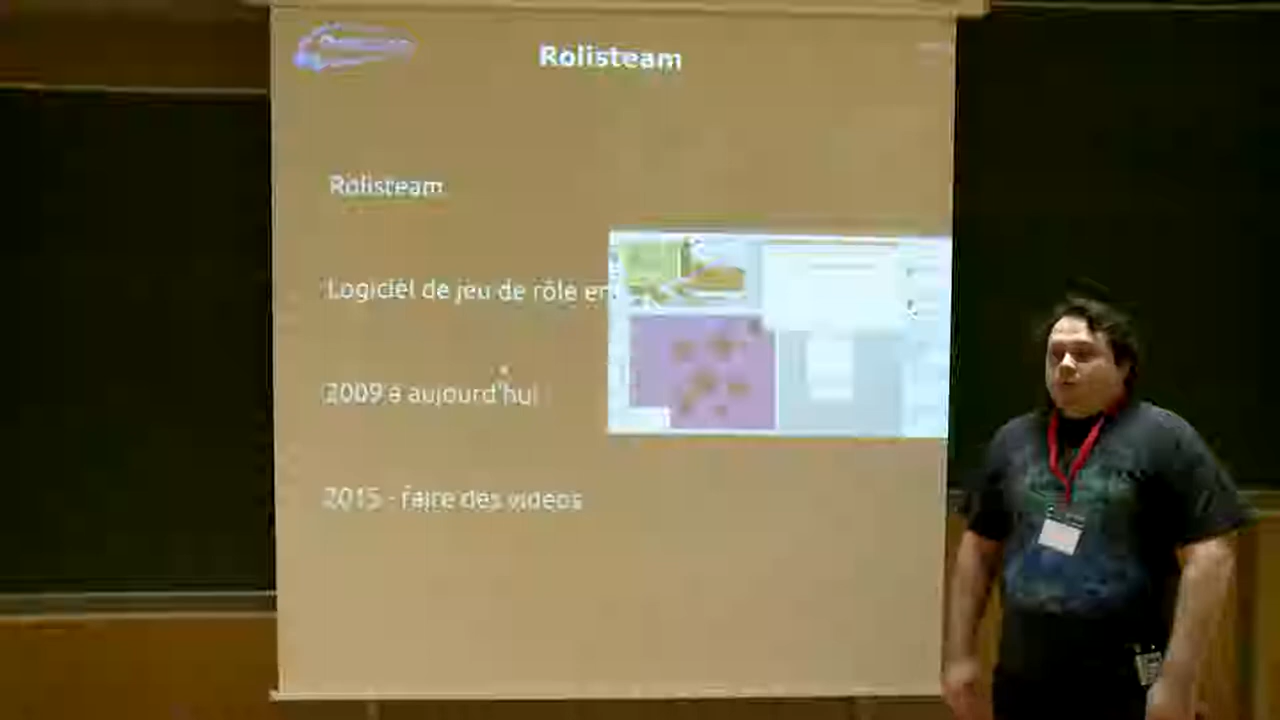 Rolisteam
Rolisteam
Logiciel de jeu de rôle en
2009 à aujourd'hui
2015 - faire des vidéos